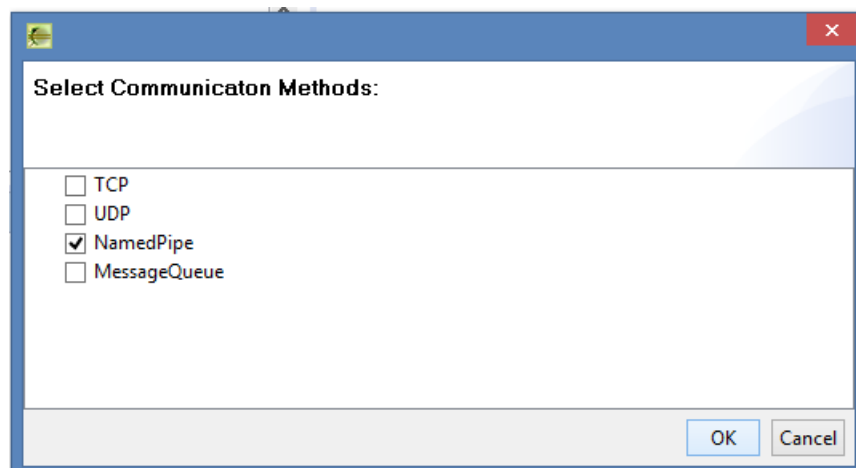 Select Communicaton Methods:
TCP
UDP
NamedPipe
MessageQueue
OK Cancel